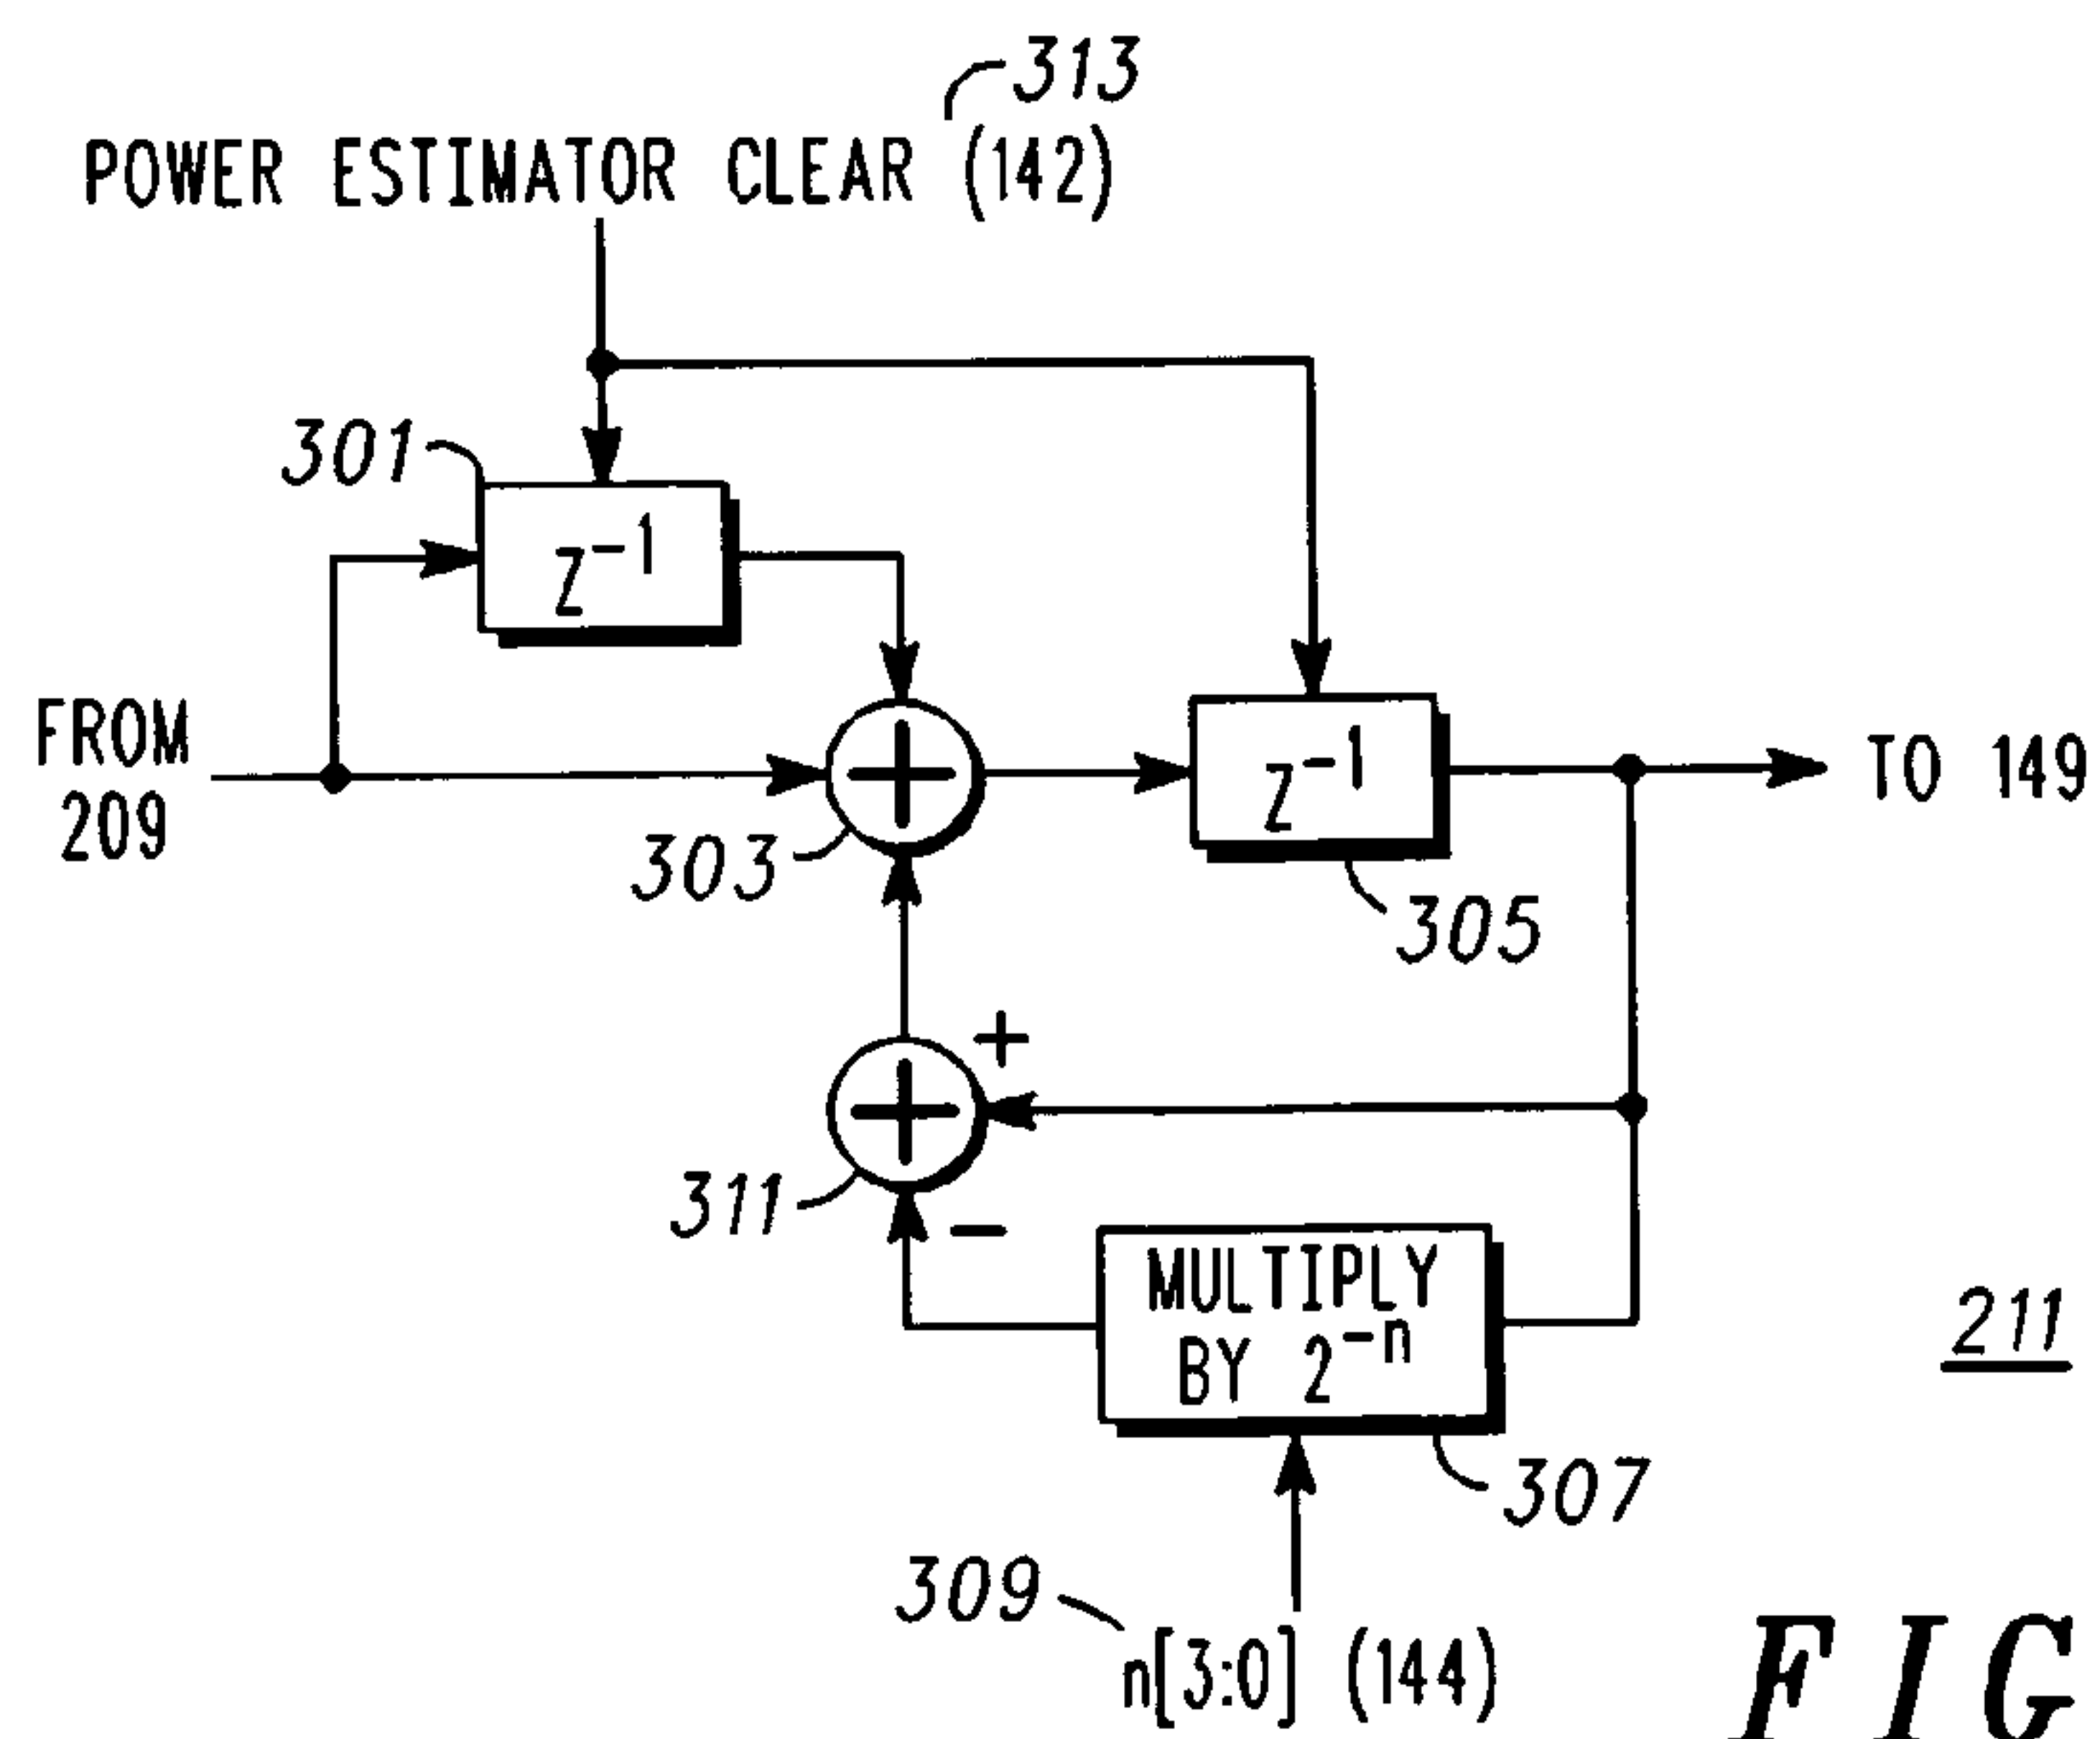 313
POWER ESTIMATOR CLEAR (142)
301
z⁻¹
FROM
209
303
z⁻¹
TO 149
305
+
311
−
MULTIPLY
BY 2⁻ⁿ
211
307
309
n[3:0] (144)
FIG